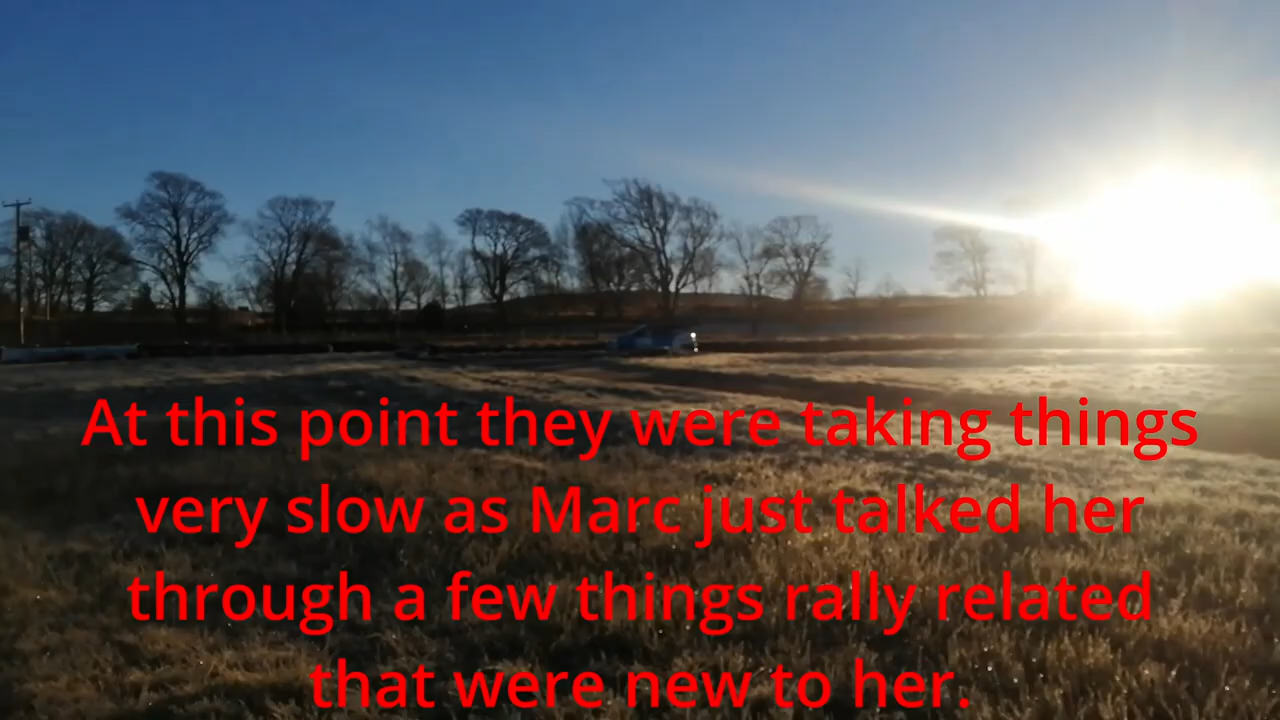 At this point they were taking things
very slow as Marc just talked her
through a few things rally related
that were new to her.